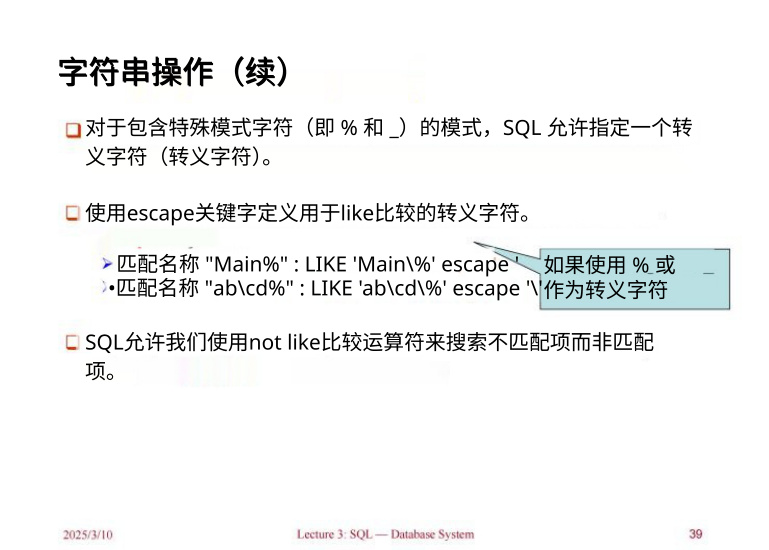 字符串操作（续）
对于包含特殊模式字符（即 % 和 _）的模式，SQL 允许指定一个转
义字符（转义字符）。
使用escape关键字定义用于like比较的转义字符。
匹配名称 "Main%" : LIKE 'Main\%' escape '
•匹配名称 "ab\cd%" : LIKE 'ab\cd\%' escape '\'
如果使用 %_或 _
作为转义字符
SQL允许我们使用not like比较运算符来搜索不匹配项而非匹配
项。
2025/3/10 Lecture 3: SQL — Database System 39